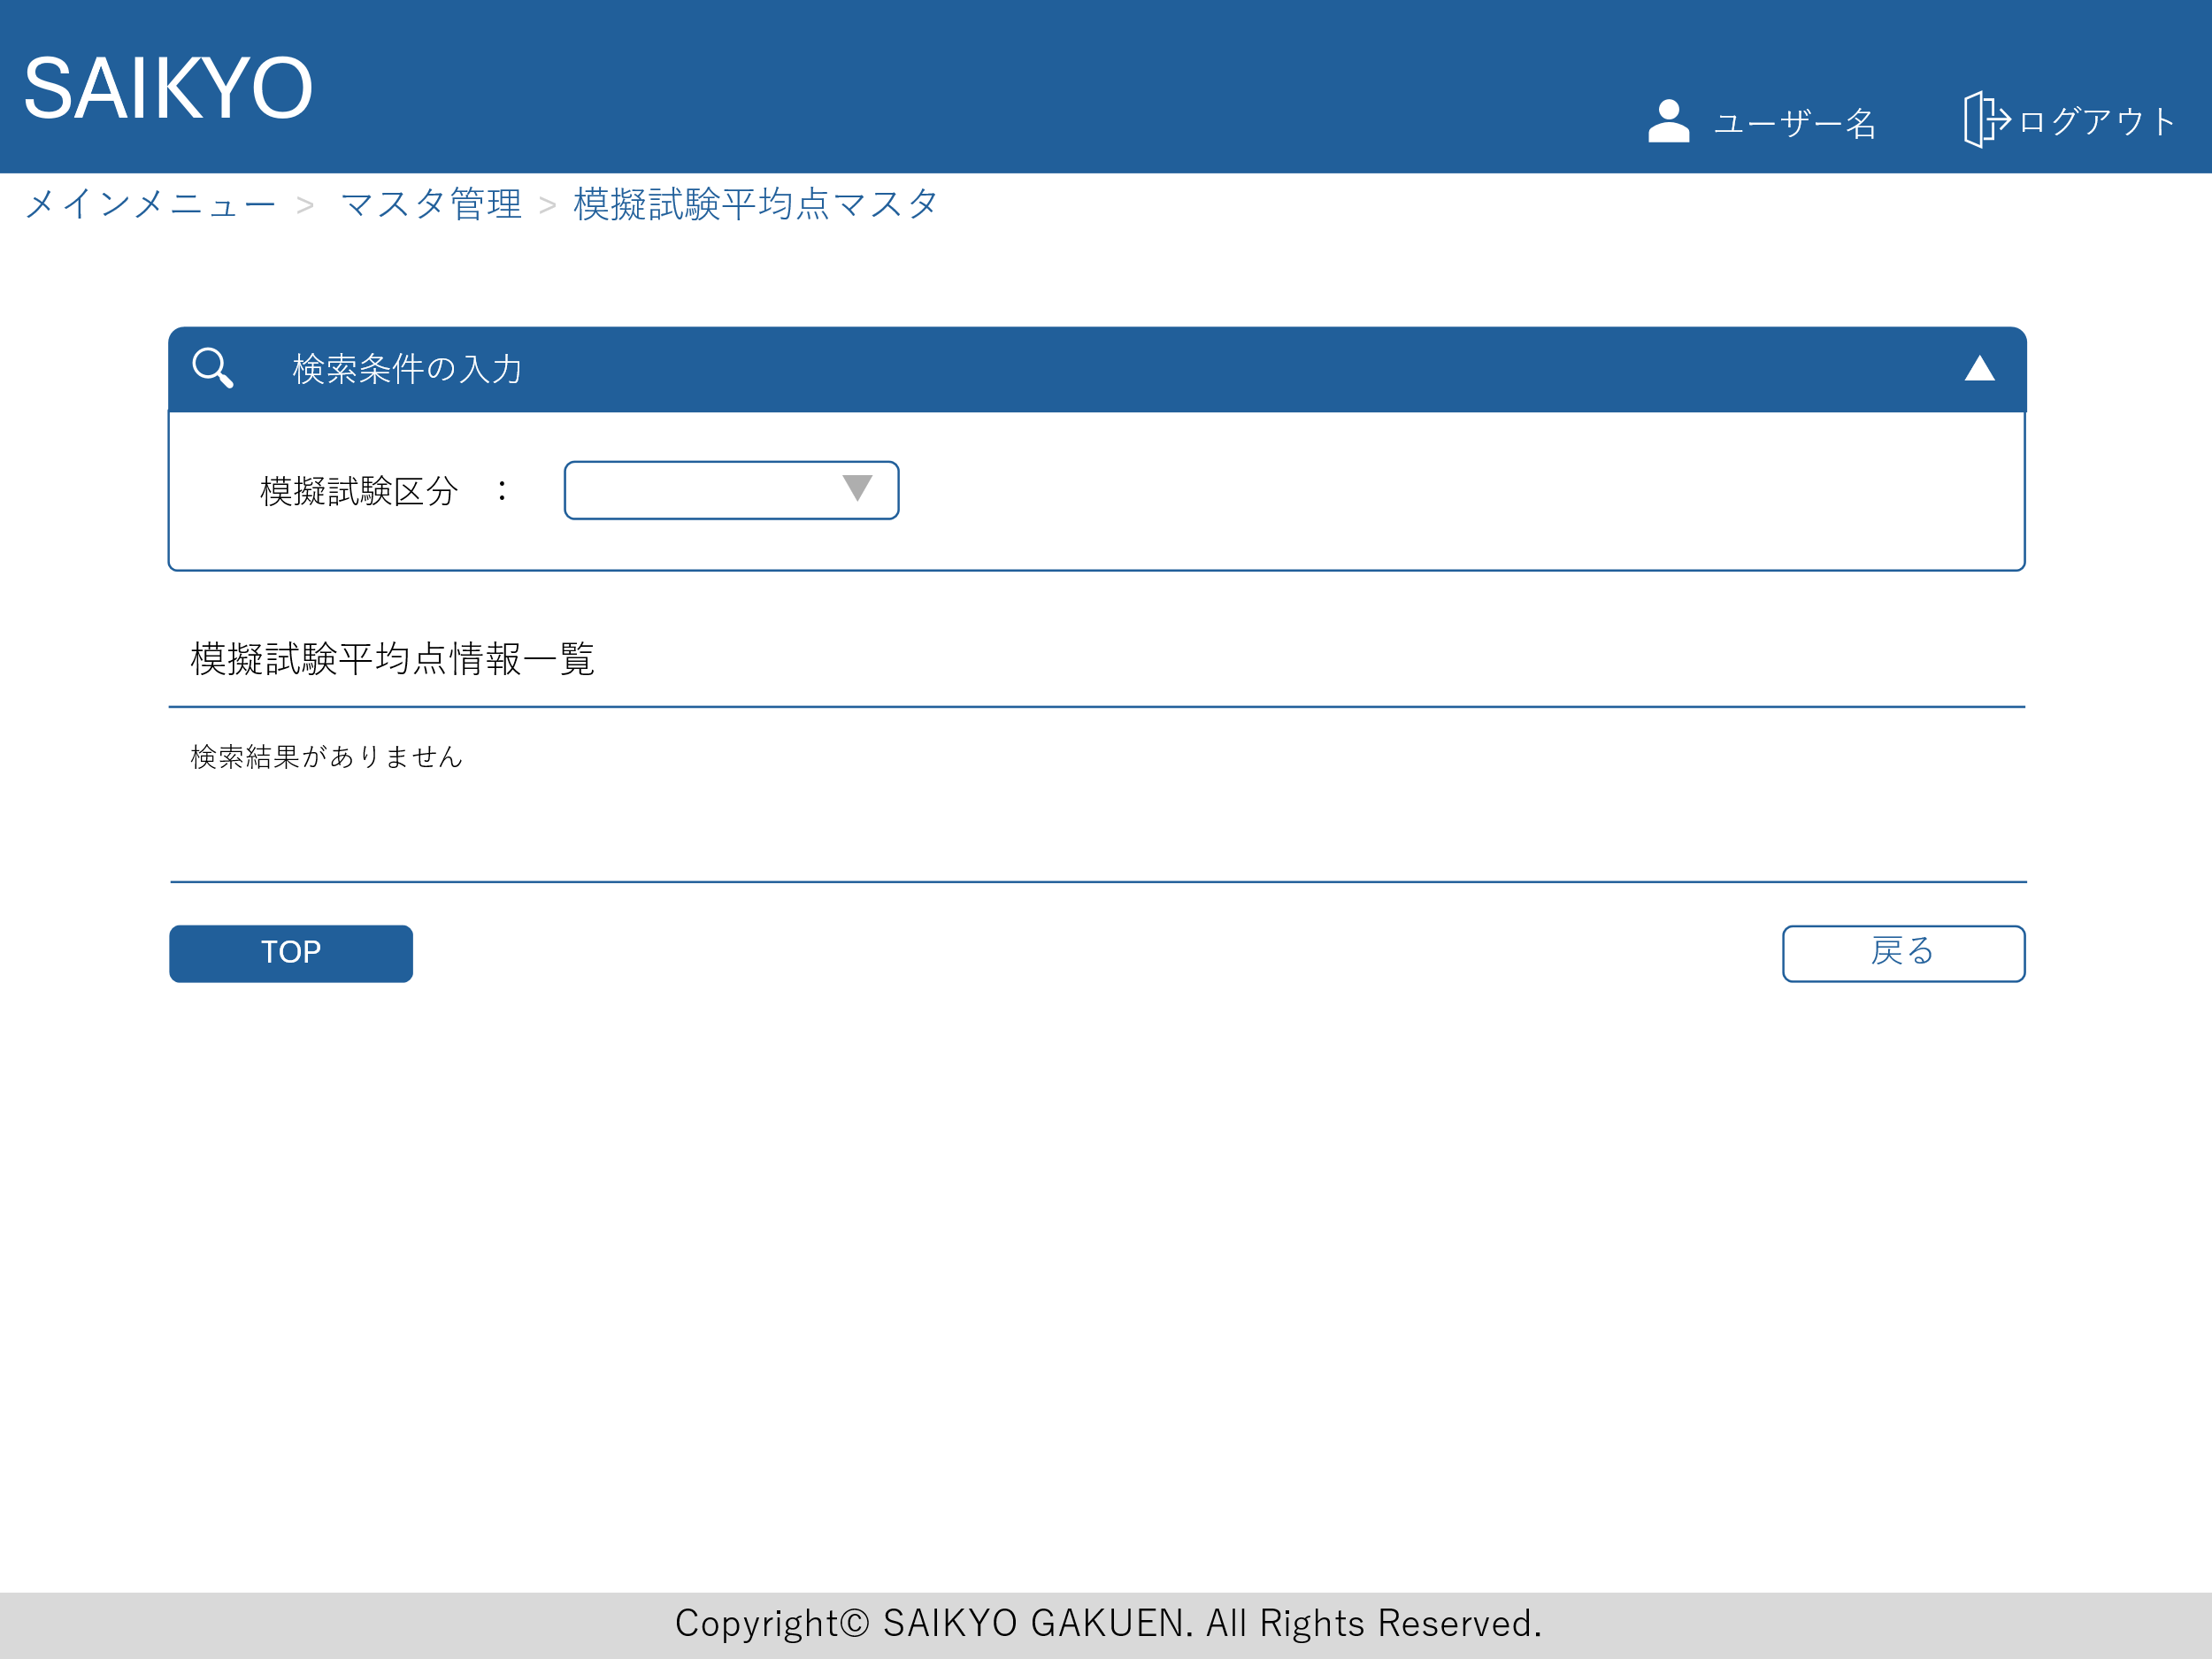 SAIKYO
ユーザー名 ログアウト
メインメニュー > マスタ管理 > 模擬試験平均点マスタ
検索条件の入力
模擬試験区分 ：
模擬試験平均点情報一覧
検索結果がありません
TOP 戻る
Copyright© SAIKYO GAKUEN. All Rights Reserved.